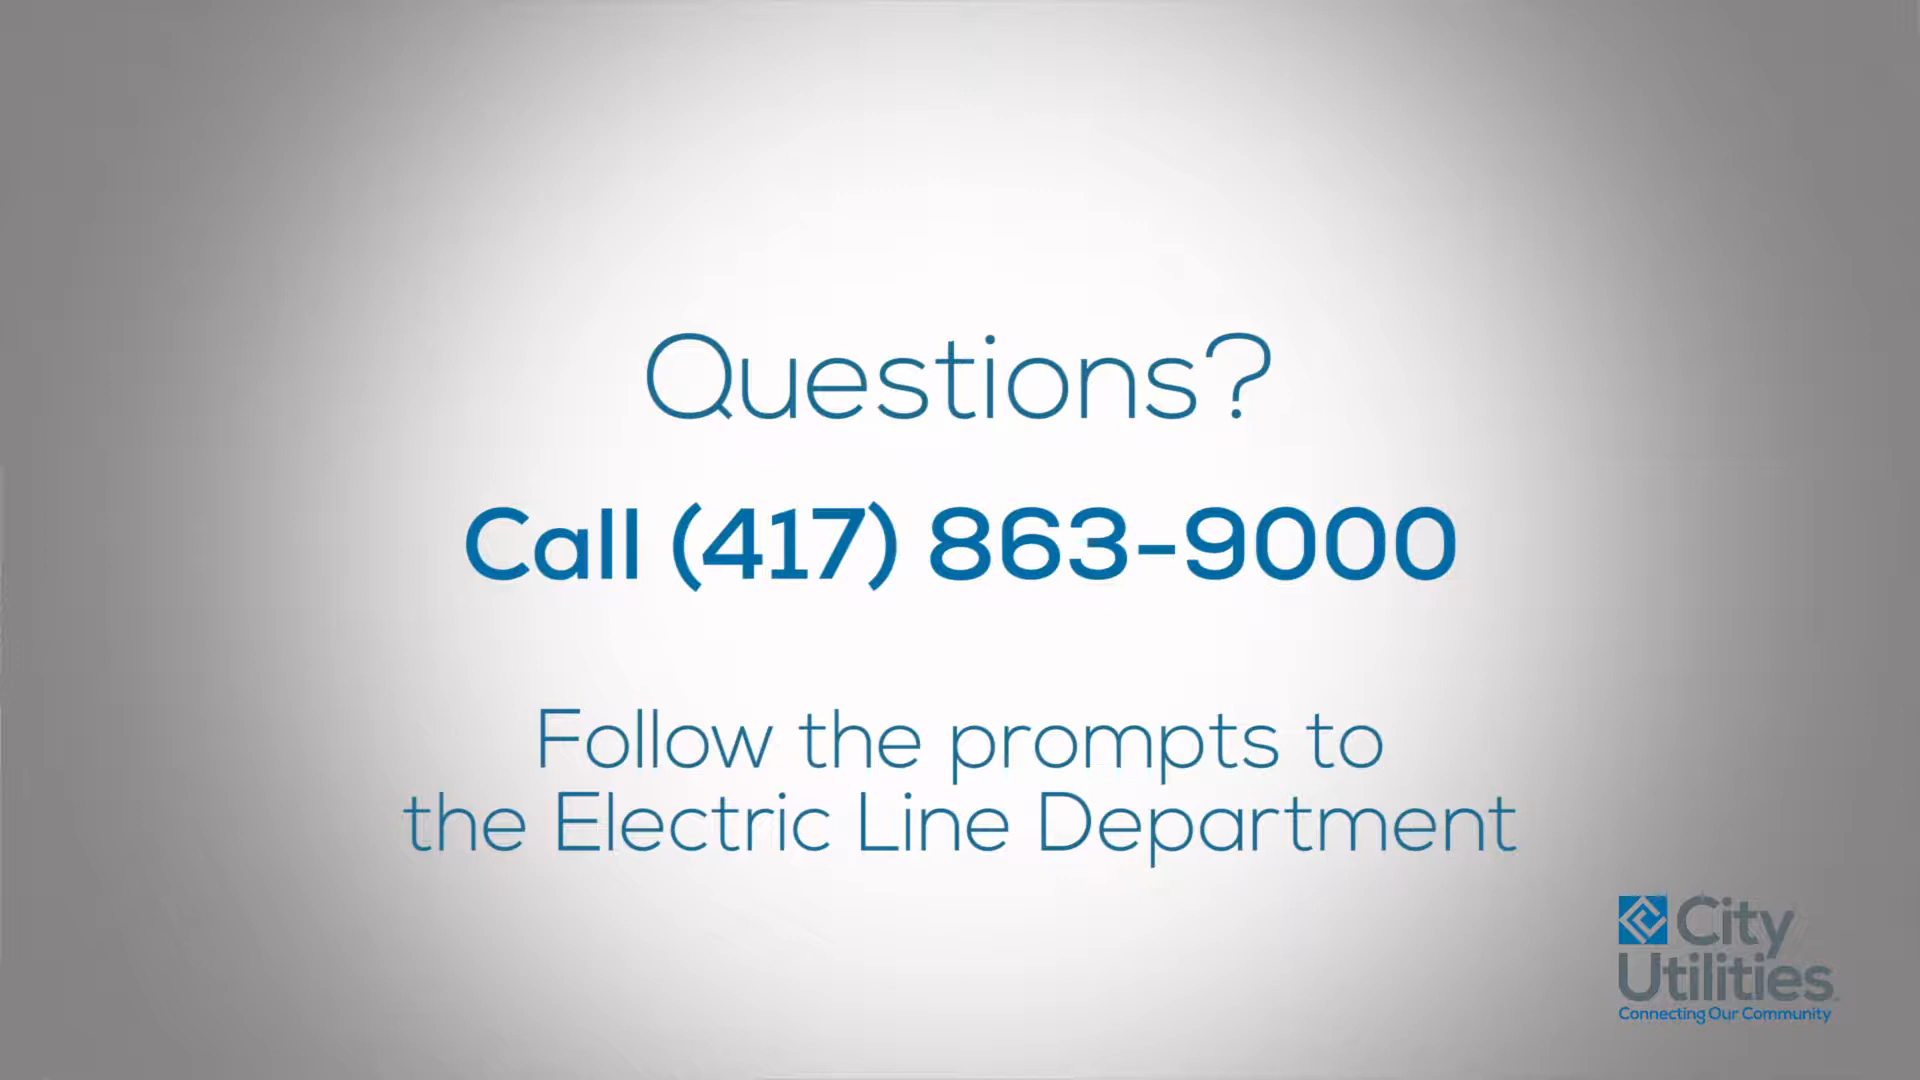 Questions?
Call (417) 863-9000
Follow the prompts to
the Electric Line Department
City
Utilities
Connecting Our Community